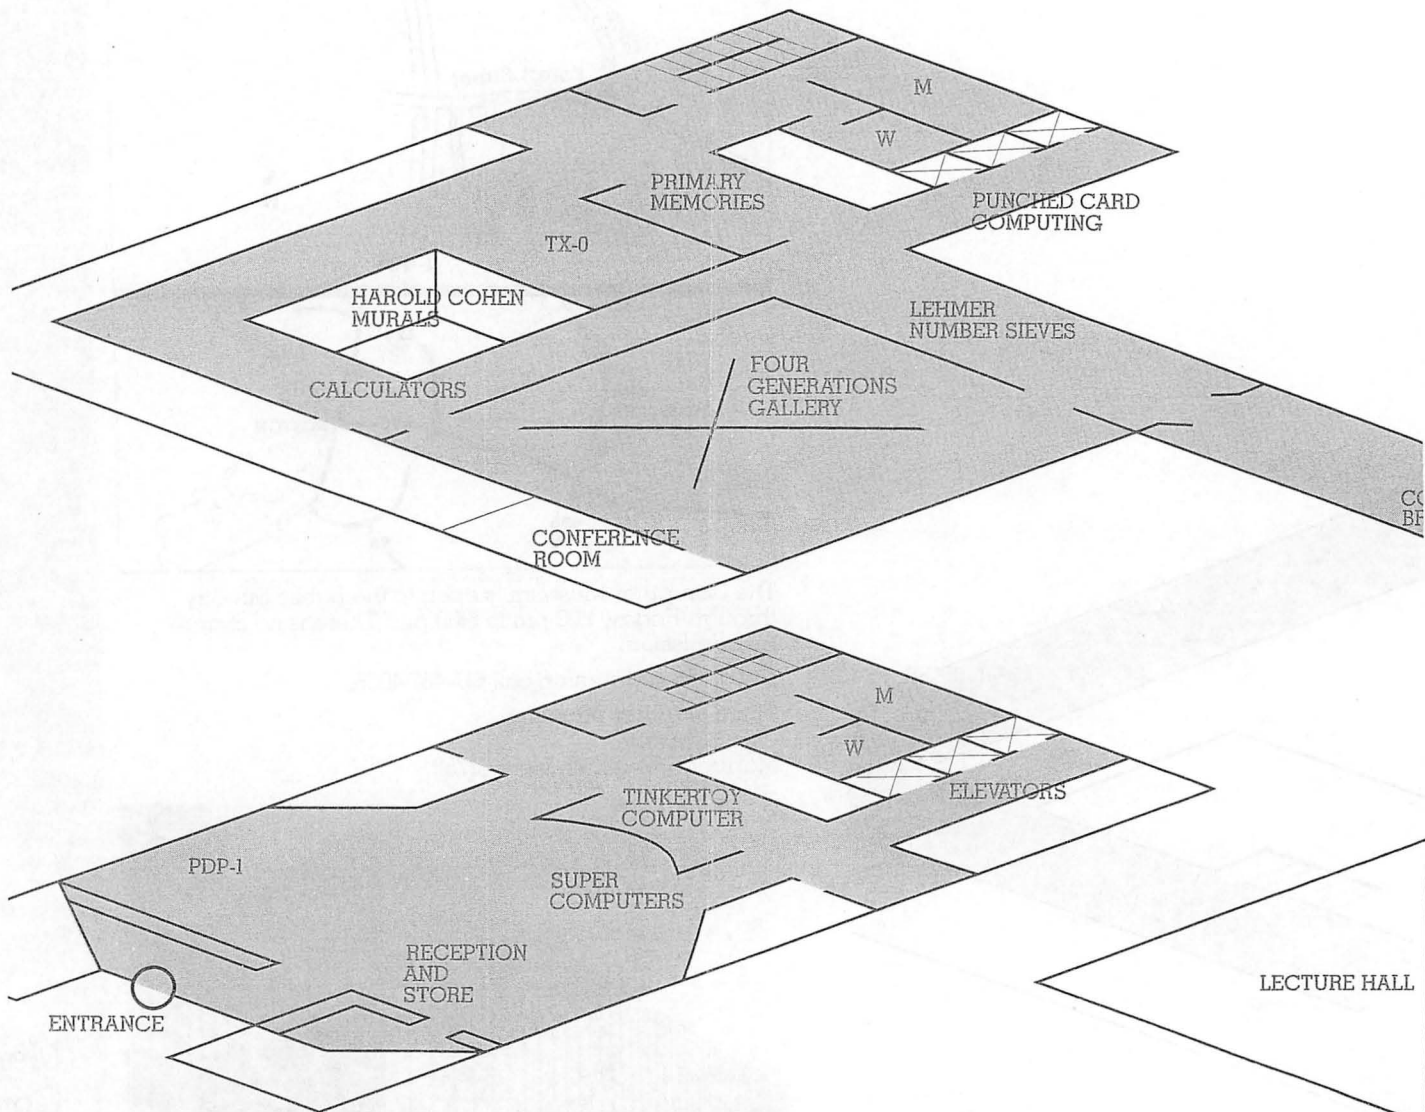 M
W
PRIMARY
MEMORIES
PUNCHED CARD
COMPUTING
TX-0
HAROLD COHEN
MURALS
LEHMER
NUMBER SIEVES
FOUR
GENERATIONS
GALLERY
CALCULATORS
CONFERENCE
ROOM
M
W
ELEVATORS
TINKERTOY
COMPUTER
PDP-1
SUPER
COMPUTERS
RECEPTION
AND
STORE
LECTURE HALL
ENTRANCE